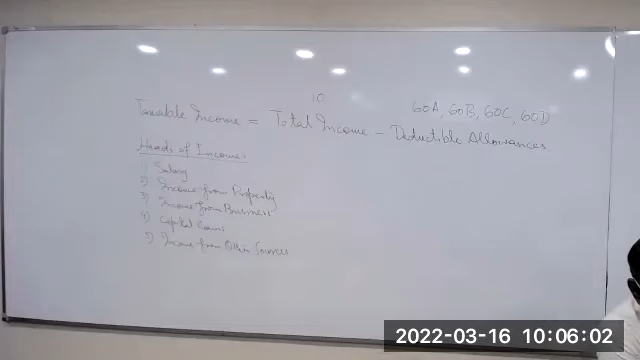 10
60A, 60B, 60C, 60D
Taxable Income = Total Income - Deductible Allowances
Heads of Income:
1) Salary
2) Income from Property
3) Income from Business
4) Capital Gains
5) Income from Other Sources
2022-03-16 10:06:02